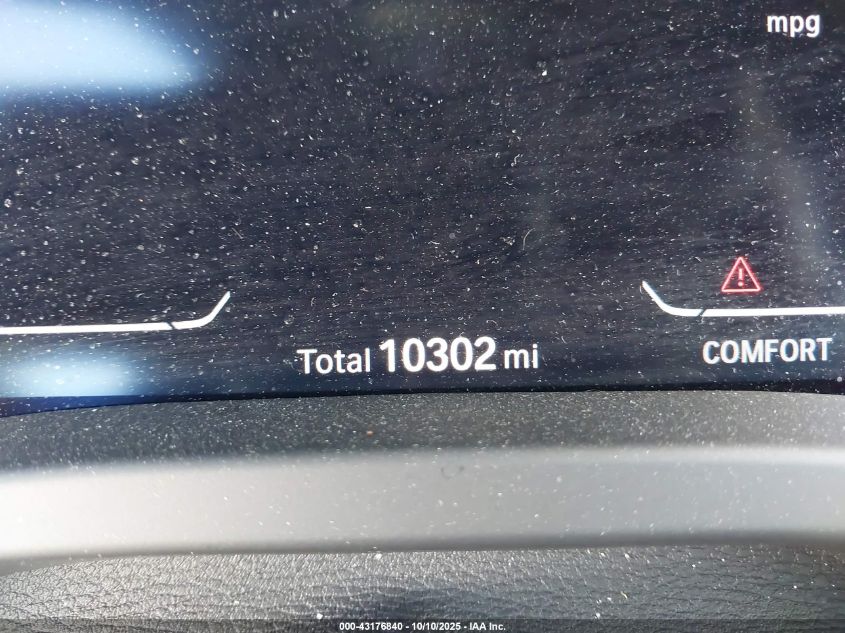 mpg
Total 10302 mi
COMFORT
000-43176840 - 10/10/2025 - IAA Inc.